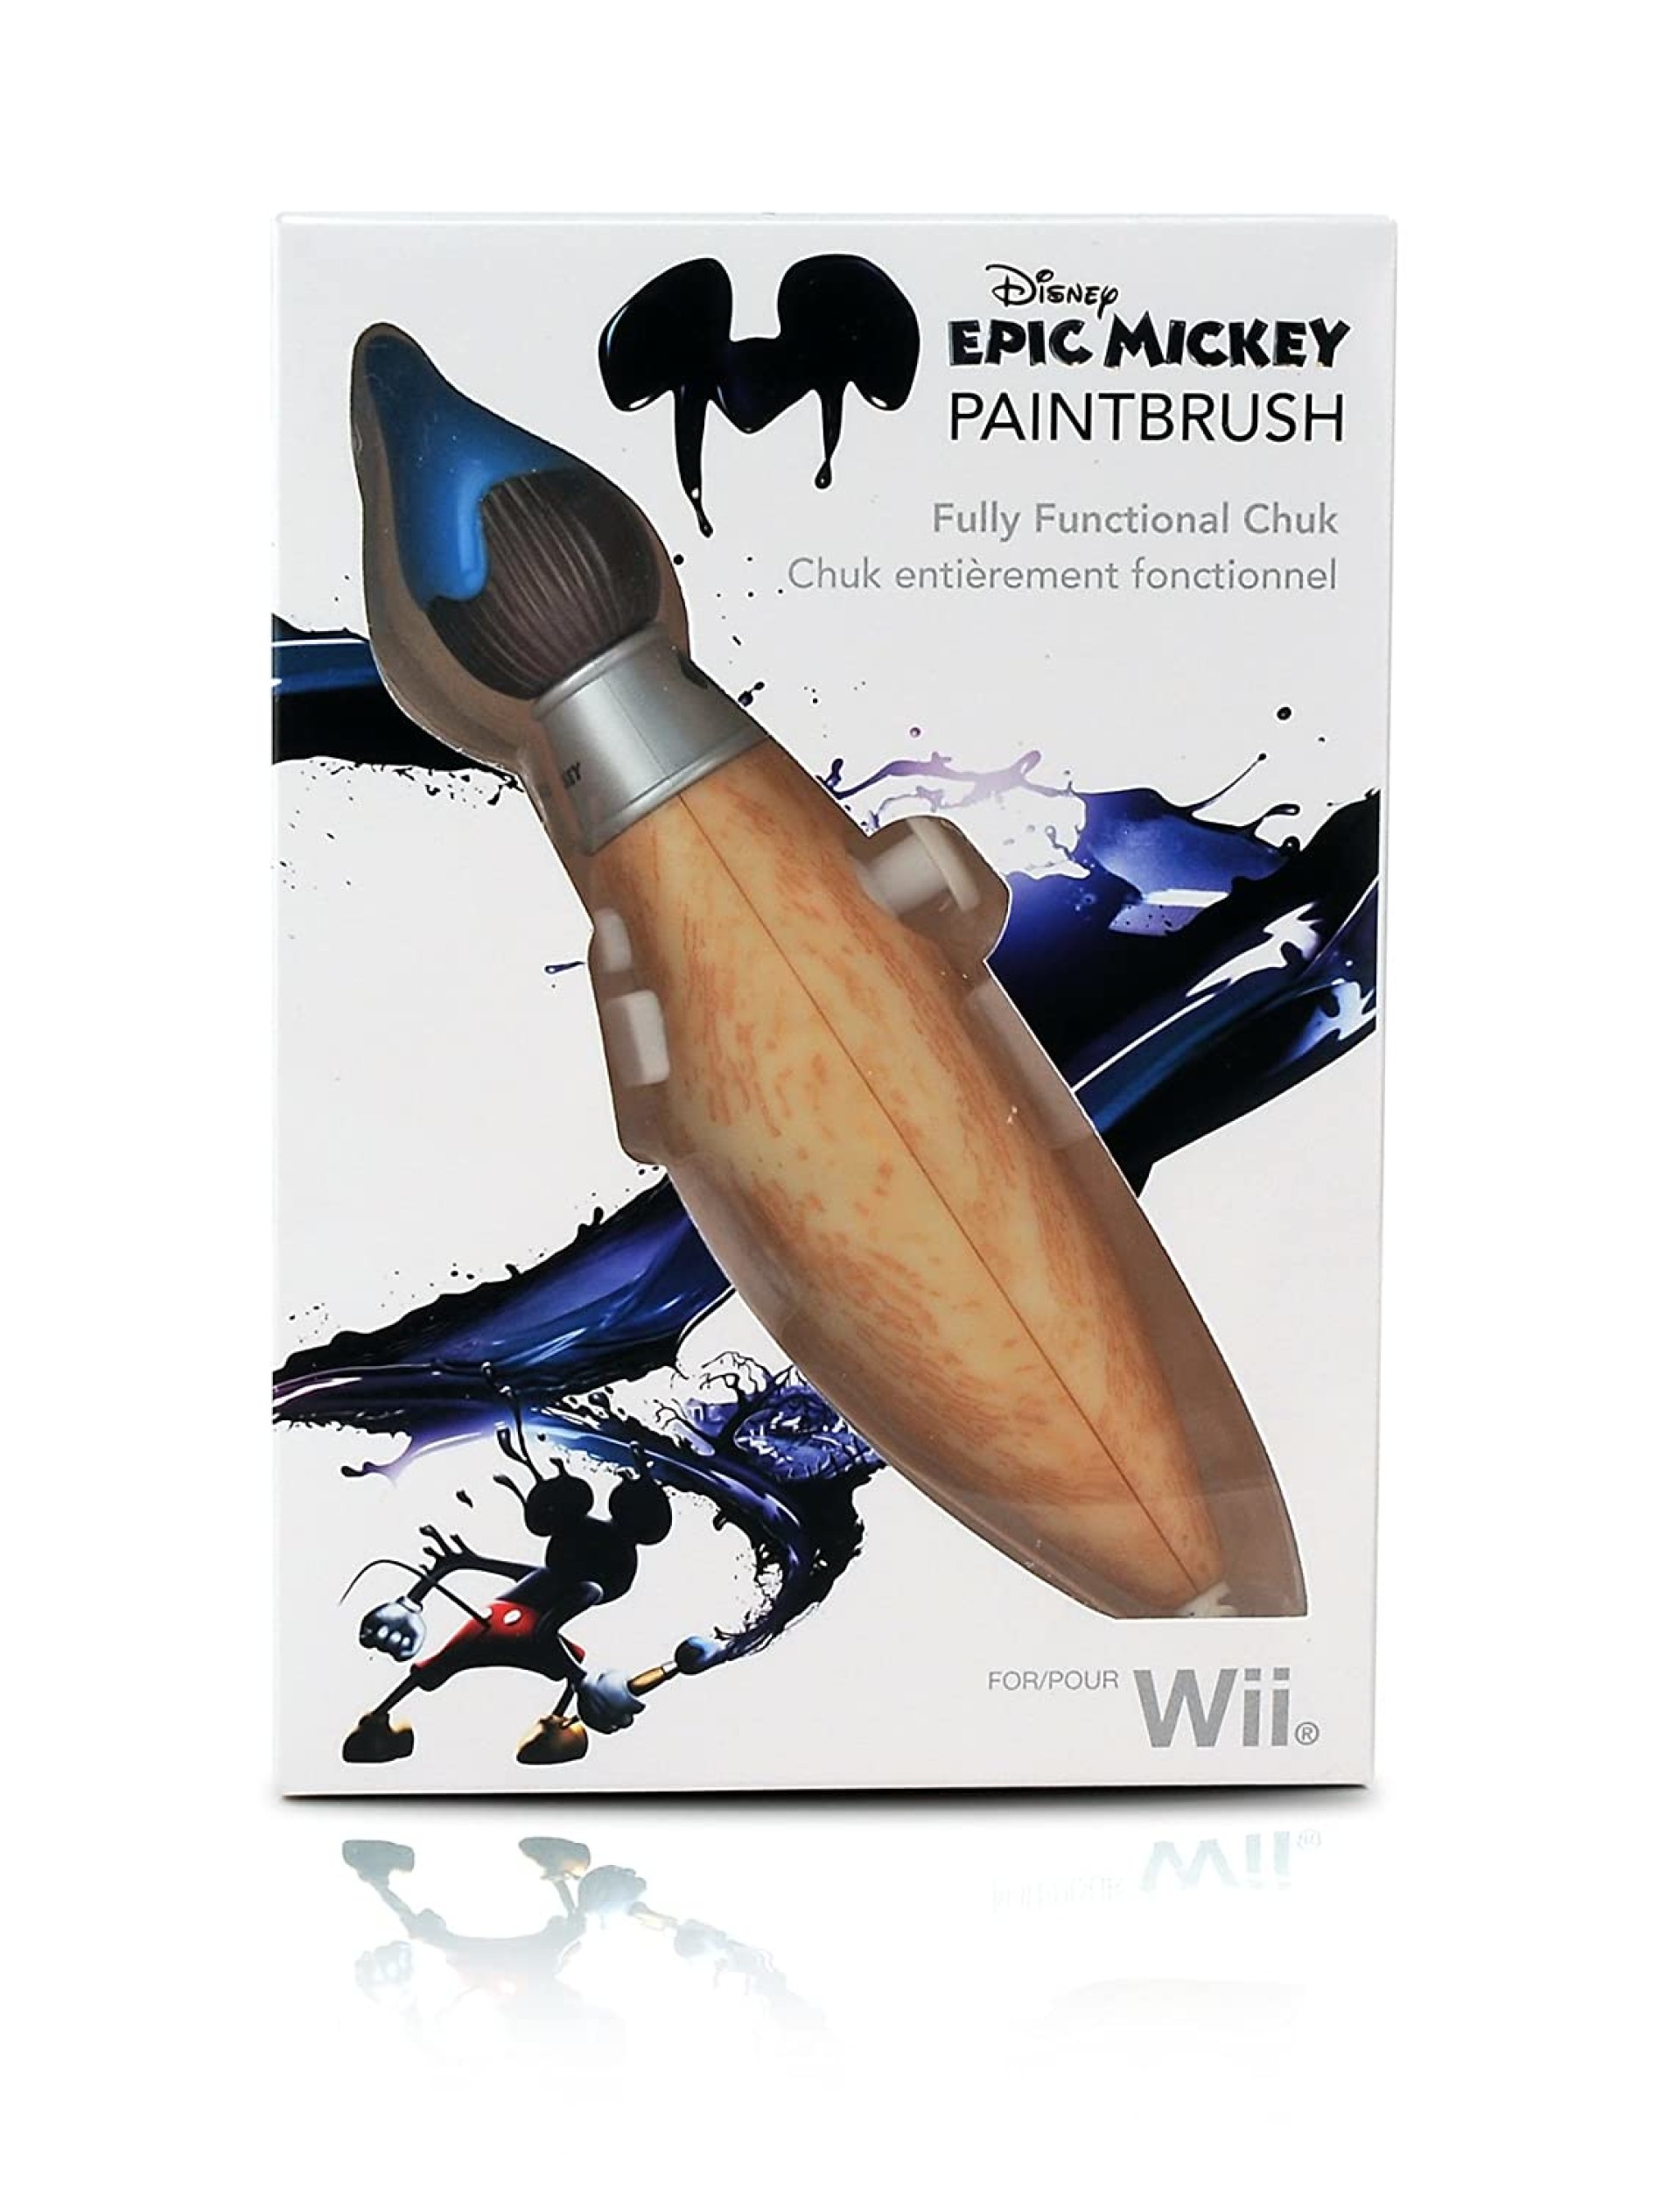 Disney
EPIC MICKEY
PAINTBRUSH
Fully Functional Chuk
Chuk entièrement fonctionnel
FOR/POUR Wii®